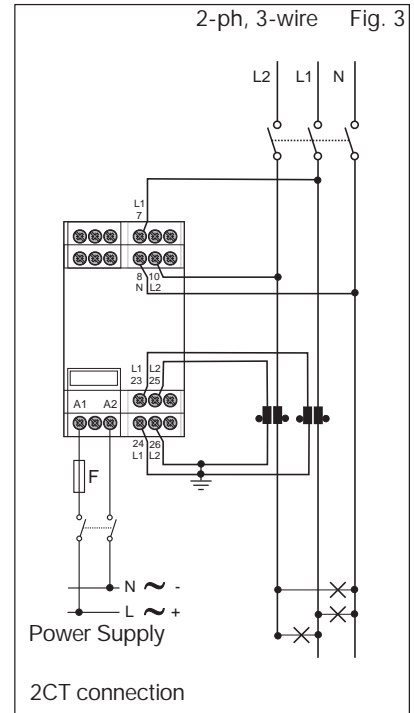 2-ph, 3-wire Fig. 3
L2 L1 N
L1
7
8 10
N L2
L1 L2
23 25
A1 A2
24 26
L1 L2
F
N ~ -
L ~ +
Power Supply
2CT connection